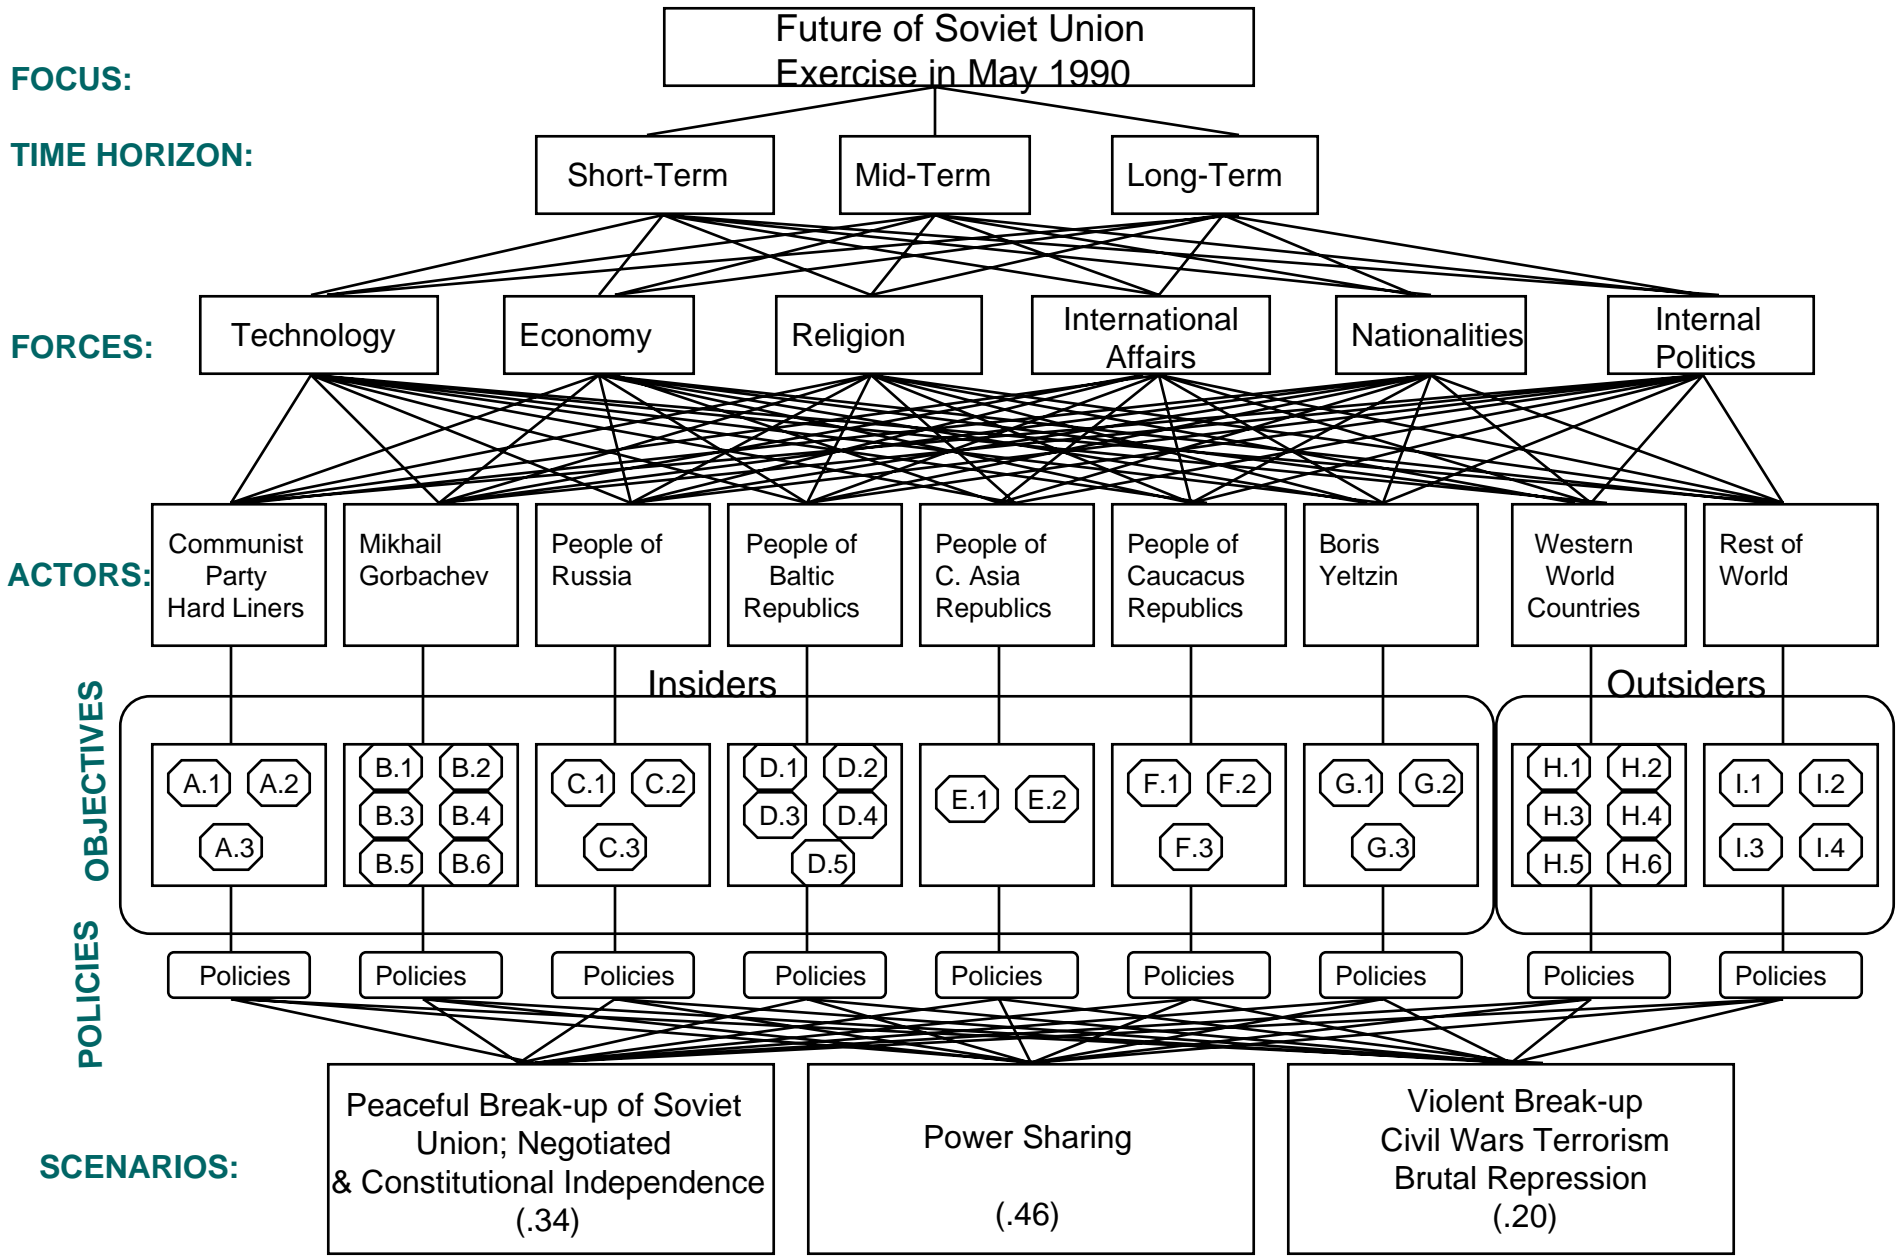 Future of Soviet Union
Exercise in May 1990
FOCUS:
TIME HORIZON:
Short-Term
Mid-Term
Long-Term
FORCES:
Technology
Economy
Religion
International
Affairs
Nationalities
Internal
Politics
ACTORS:
Communist
Party
Hard Liners
Mikhail
Gorbachev
People of
Russia
People of
Baltic
Republics
People of
C. Asia
Republics
People of
Caucacus
Republics
Boris
Yeltzin
Western
World
Countries
Rest of
World
Insiders
Outsiders
OBJECTIVES
A.1 A.2
A.3
B.1 B.2
B.3 B.4
B.5 B.6
C.1 C.2
C.3
D.1 D.2
D.3 D.4
D.5
E.1 E.2
F.1 F.2
F.3
G.1 G.2
G.3
H.1 H.2
H.3 H.4
H.5 H.6
I.1 I.2
I.3 I.4
POLICIES
Policies
Policies
Policies
Policies
Policies
Policies
Policies
Policies
Policies
SCENARIOS:
Peaceful Break-up of Soviet
Union; Negotiated
& Constitutional Independence
(.34)
Power Sharing
(.46)
Violent Break-up
Civil Wars Terrorism
Brutal Repression
(.20)